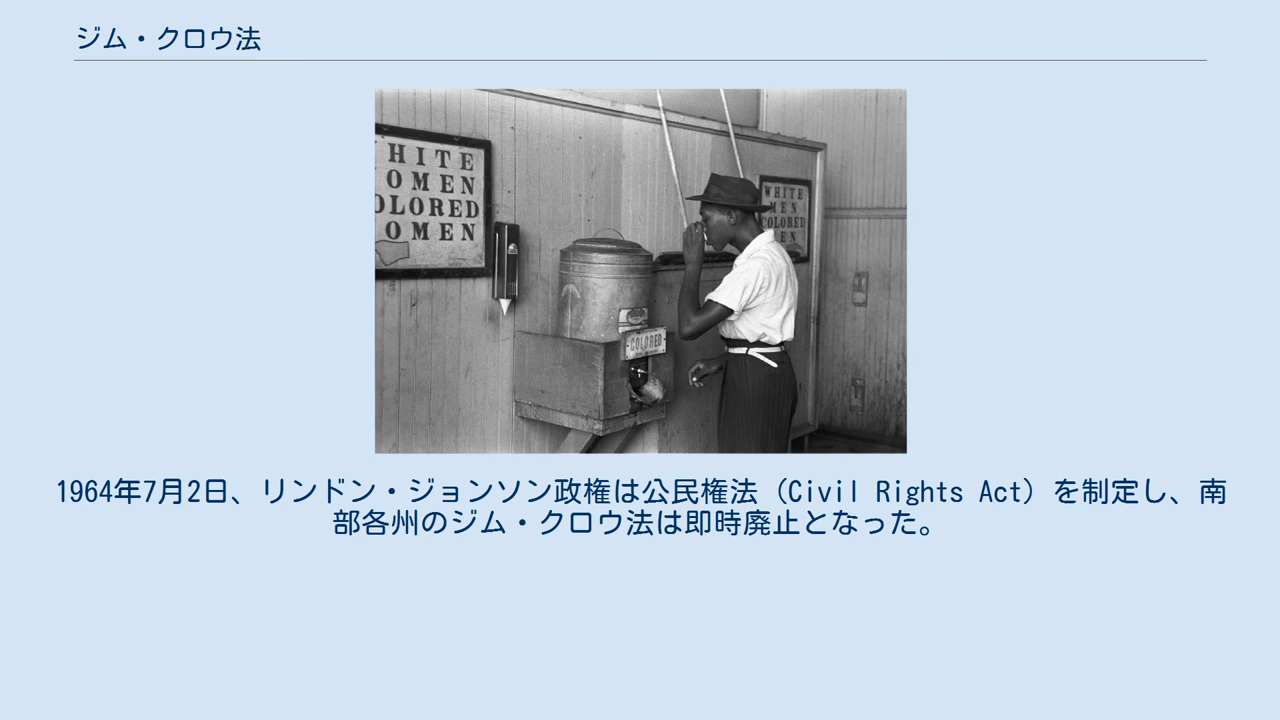 ジム・クロウ法
HITE
OMEN
OLORED
OMEN
WHITE
MEN
COLORED
EN
COLORED
1964年7月2日、リンドン・ジョンソン政権は公民権法（Civil Rights Act）を制定し、南
部各州のジム・クロウ法は即時廃止となった。